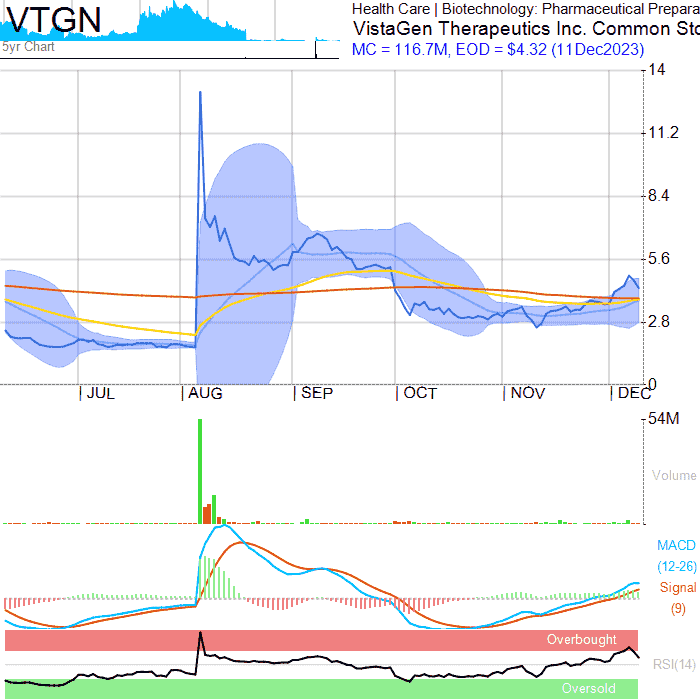 VTGN
5yr Chart
Health Care | Biotechnology: Pharmaceutical Prepara
VistaGen Therapeutics Inc. Common Sto
MC = 116.7M, EOD = $4.32 (11Dec2023)
14
11.2
8.4
5.6
2.8
0
JUL
AUG
SEP
OCT
NOV
DEC
54M
Volume
MACD
(12-26)
Signal
(9)
Overbought
RSI(14)
Oversold